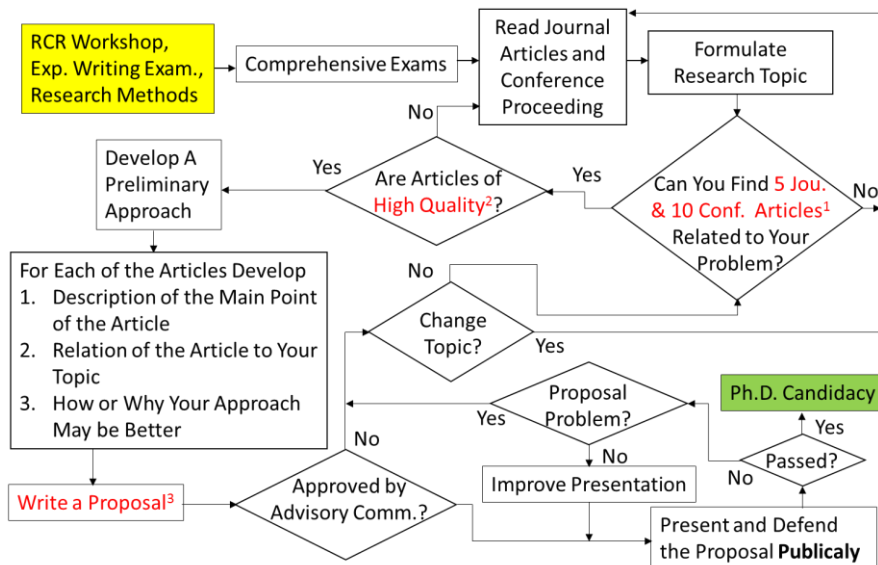 RCR Workshop,
Exp. Writing Exam.,
Research Methods
Comprehensive Exams
Read Journal
Articles and
Conference
Proceeding
Formulate
Research Topic
No
Yes
Develop A
Preliminary
Approach
Are Articles of
High Quality²?
Yes
Can You Find 5 Jou.
& 10 Conf. Articles¹
Related to Your
Problem?
No
For Each of the Articles Develop
1. Description of the Main Point
of the Article
2. Relation of the Article to Your
Topic
3. How or Why Your Approach
May be Better
No
Change
Topic?
Yes
Proposal
Problem?
Yes
No
Ph.D. Candidacy
Yes
Passed?
No
No
Write a Proposal³
Approved by
Advisory Comm.?
Improve Presentation
Present and Defend
the Proposal Publicaly